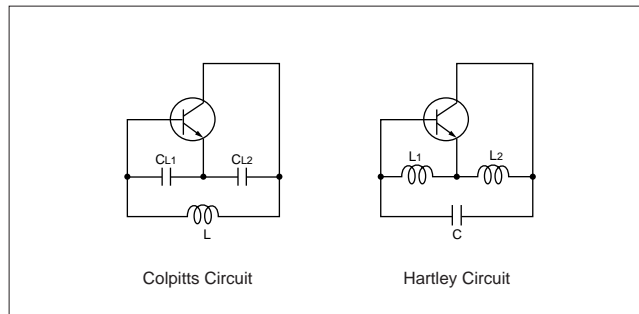 CL1 CL2
L
Colpitts Circuit
L1 L2
C
Hartley Circuit